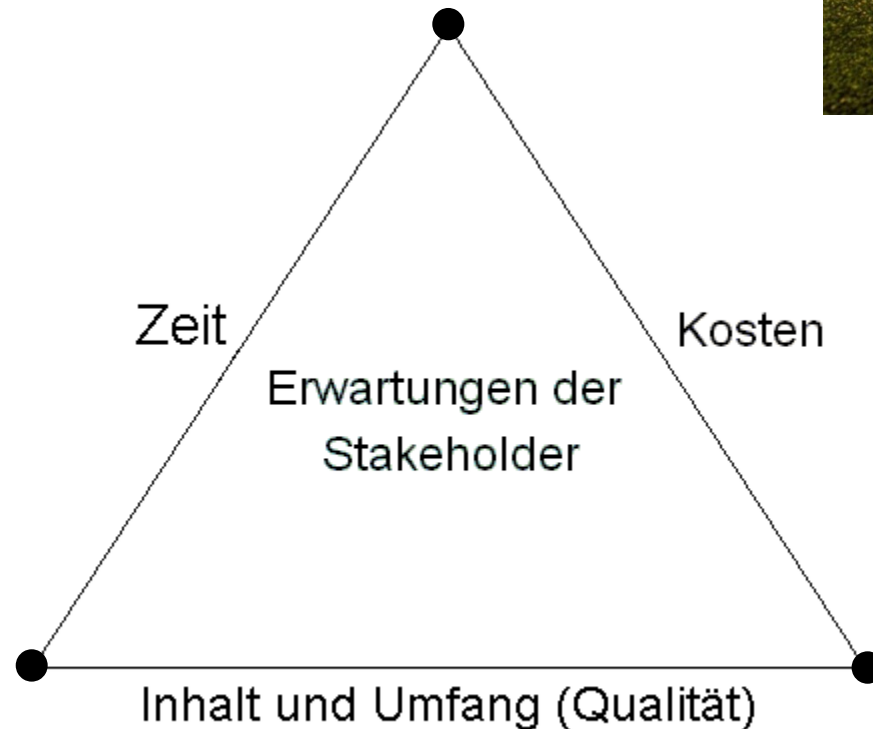 Zeit
Kosten
Erwartungen der
Stakeholder
Inhalt und Umfang (Qualität)